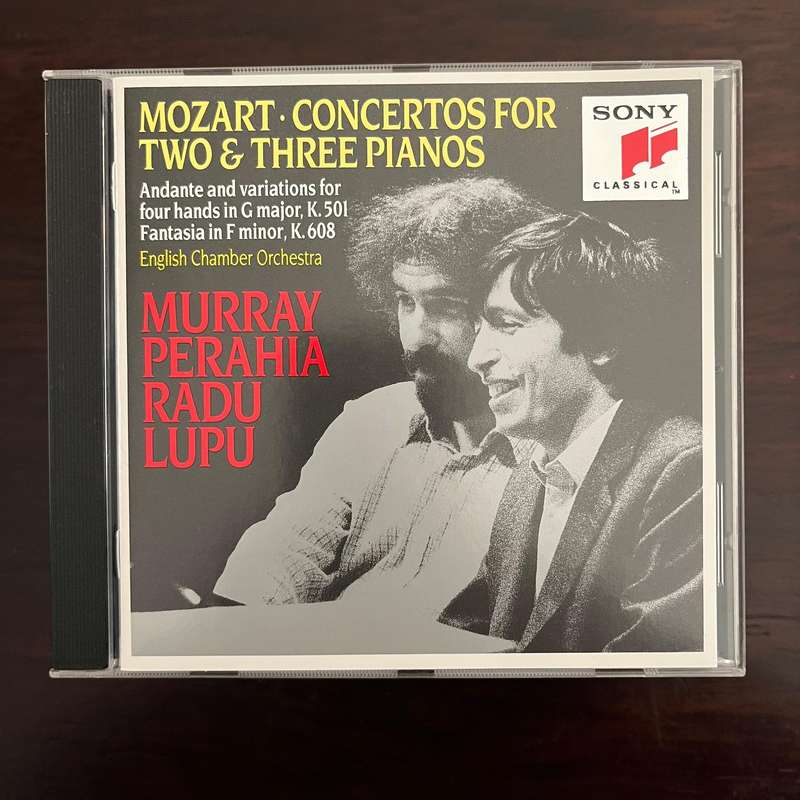 MOZART · CONCERTOS FOR
TWO & THREE PIANOS
Andante and variations for
four hands in G major, K. 501
Fantasia in F minor, K. 608
English Chamber Orchestra
MURRAY
PERAHIA
RADU
LUPU
SONY
CLASSICAL
TM